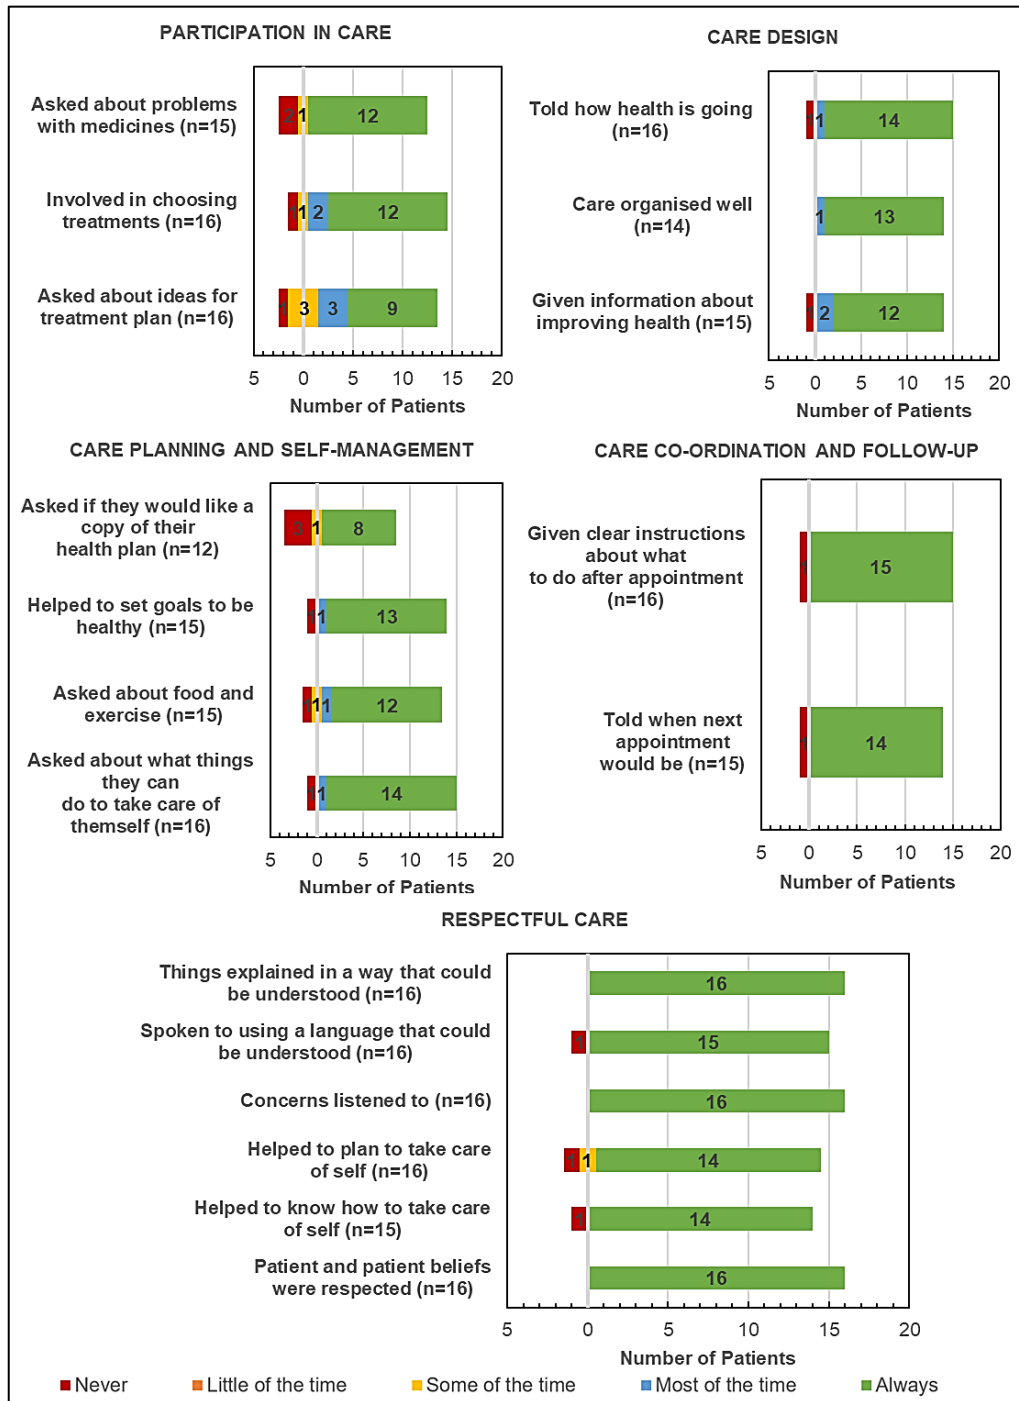 PARTICIPATION IN CARE
Asked about problems
with medicines (n=15)
2 1 12
Involved in choosing
treatments (n=16)
1 1 2 12
Asked about ideas for
treatment plan (n=16)
1 3 3 9
5 0 5 10 15 20
Number of Patients
CARE DESIGN
Told how health is going
(n=16)
1 1 14
Care organised well
(n=14)
1 13
Given information about
improving health (n=15)
1 2 12
5 0 5 10 15 20
Number of Patients
CARE PLANNING AND SELF-MANAGEMENT
Asked if they would like a
copy of their
health plan (n=12)
3 1 8
Helped to set goals to be
healthy (n=15)
1 1 13
Asked about food and
exercise (n=15)
1 1 1 12
Asked about what things
they can
do to take care of
themself (n=16)
1 1 14
5 0 5 10 15 20
Number of Patients
CARE CO-ORDINATION AND FOLLOW-UP
Given clear instructions
about what
to do after appointment
(n=16)
1 15
Told when next
appointment
would be (n=15)
1 14
5 0 5 10 15 20
Number of Patients
RESPECTFUL CARE
Things explained in a way that could
be understood (n=16)
16
Spoken to using a language that could
be understood (n=16)
1 15
Concerns listened to (n=16)
16
Helped to plan to take care
of self (n=16)
1 1 14
Helped to know how to take care
of self (n=15)
1 14
Patient and patient beliefs
were respected (n=16)
16
5 0 5 10 15 20
Number of Patients
Never Little of the time Some of the time Most of the time Always